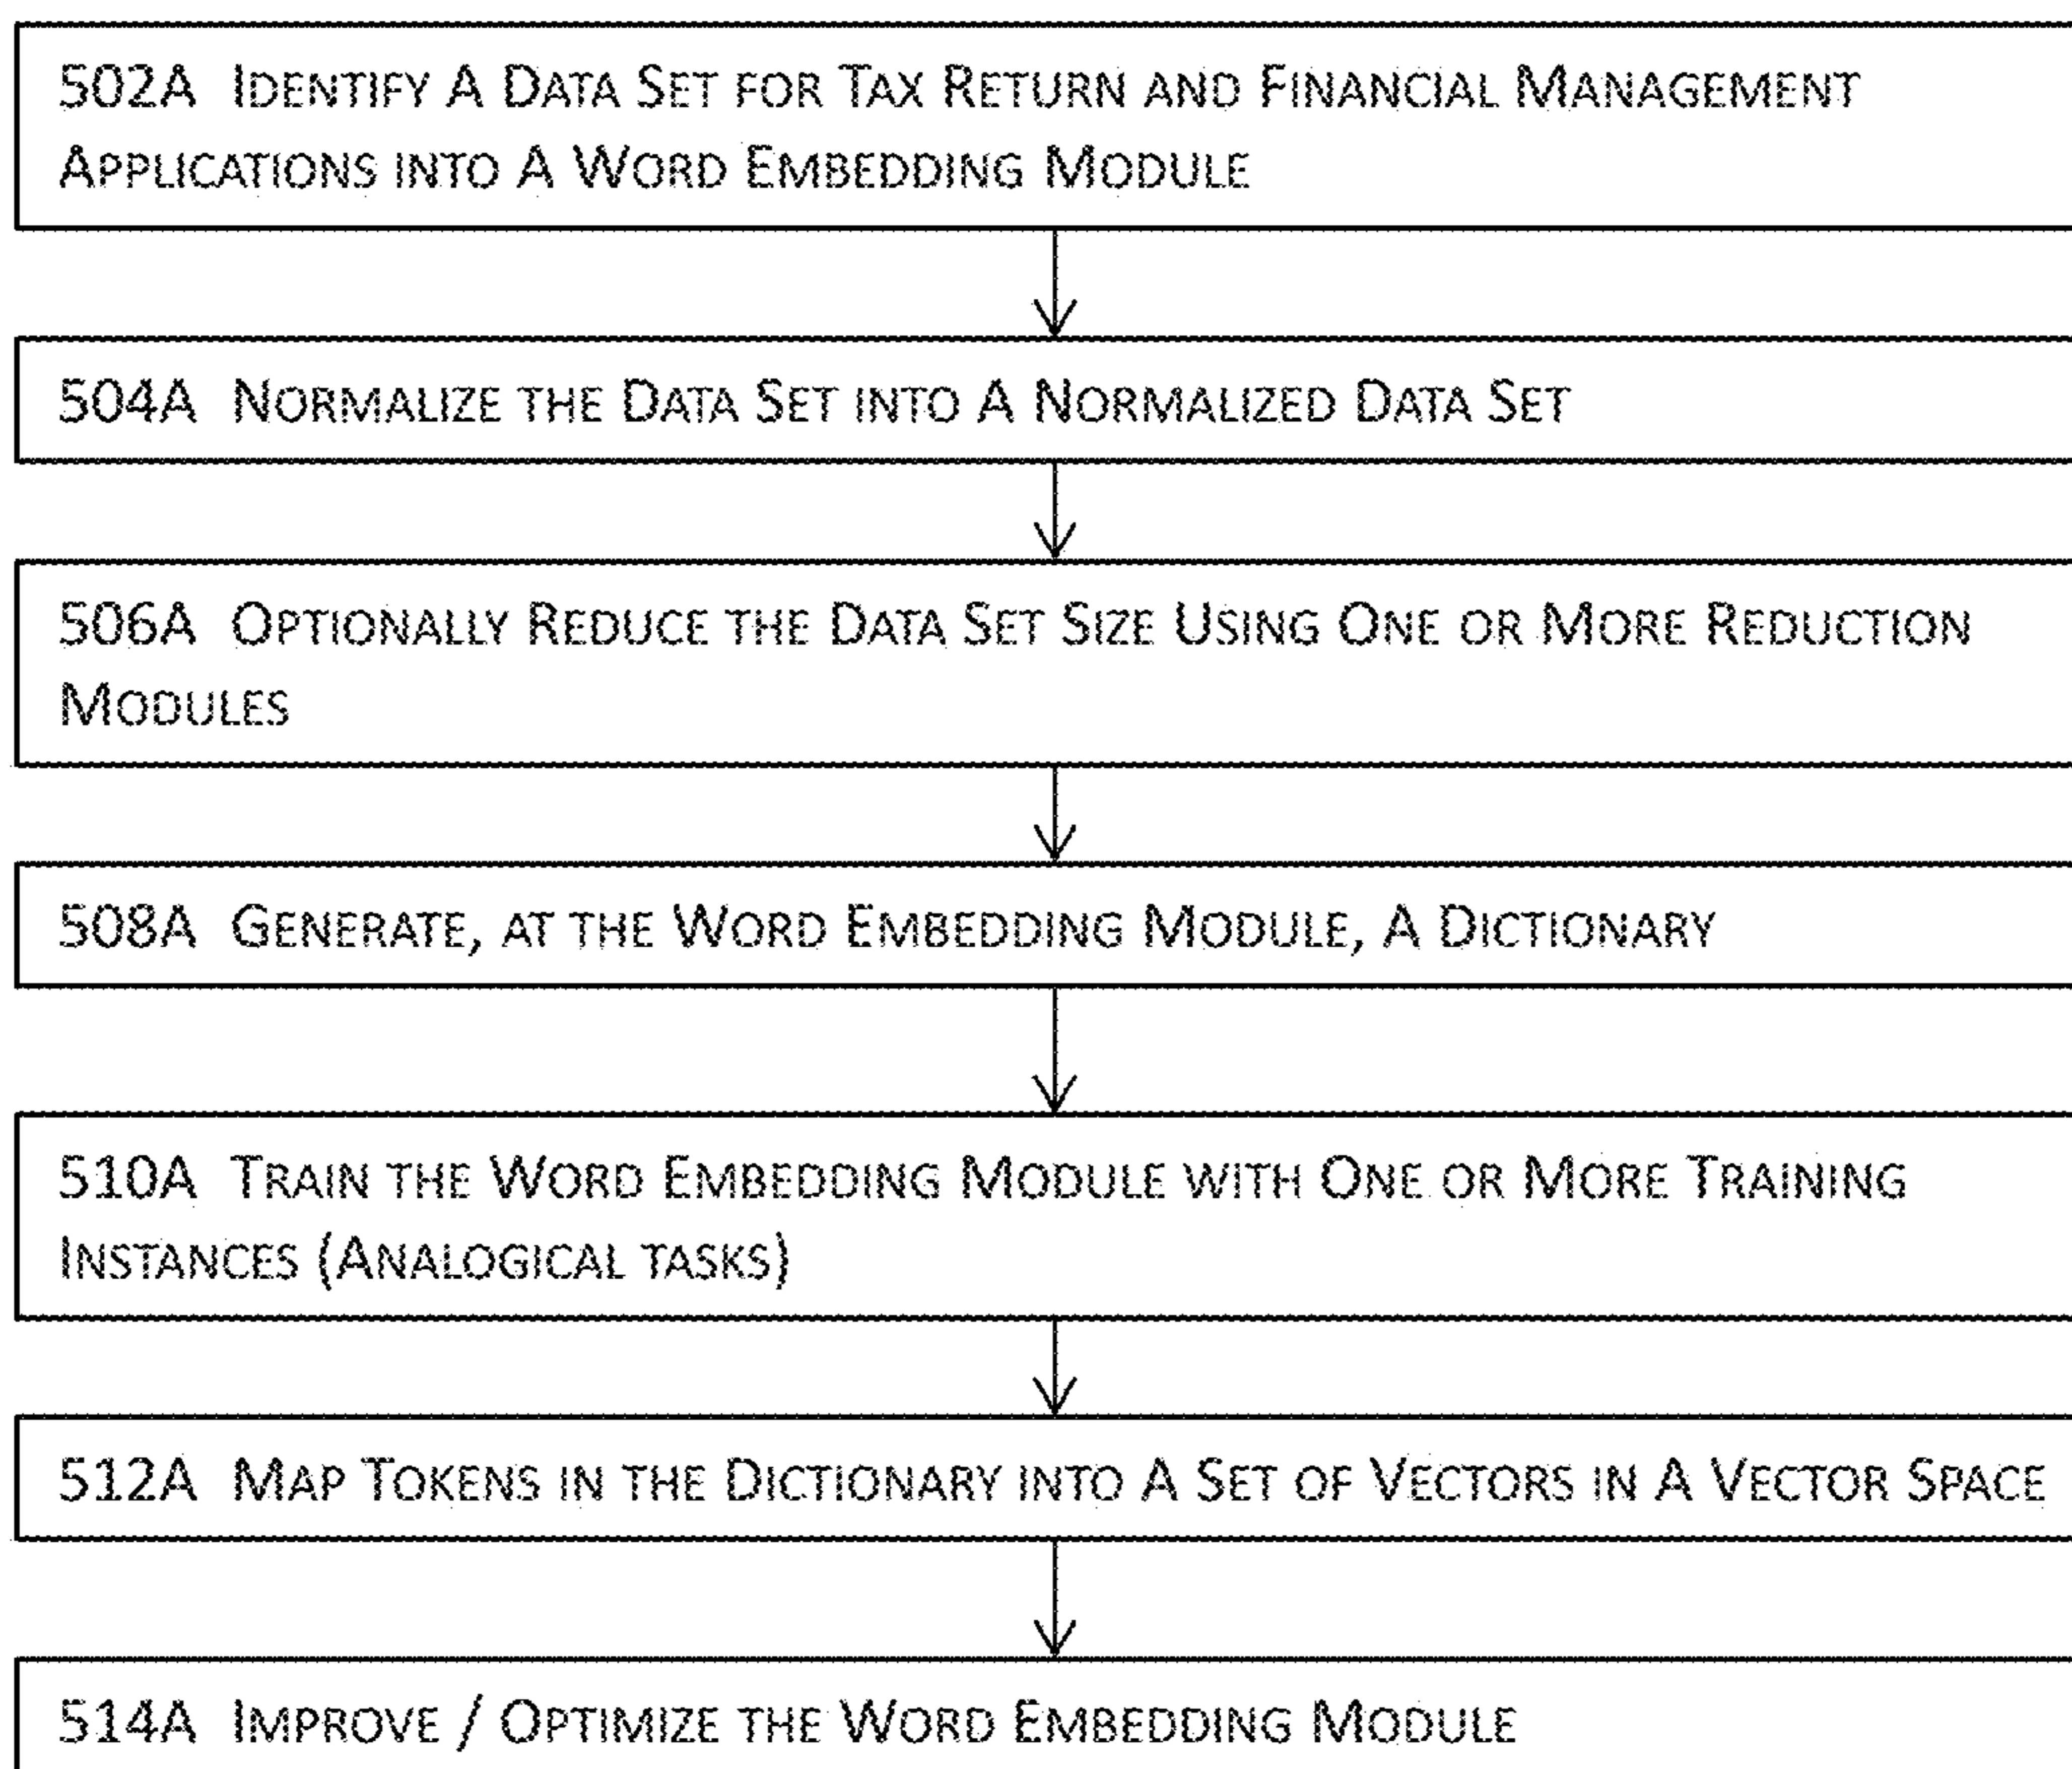 502A Identify A Data Set for Tax Return and Financial Management
Applications into A Word Embedding Module
504A Normalize the Data Set into A Normalized Data Set
506A Optionally Reduce the Data Set Size Using One or More Reduction
Modules
508A Generate, at the Word Embedding Module, A Dictionary
510A Train the Word Embedding Module with One or More Training
Instances (Analogical tasks)
512A Map Tokens in the Dictionary into A Set of Vectors in A Vector Space
514A Improve / Optimize the Word Embedding Module